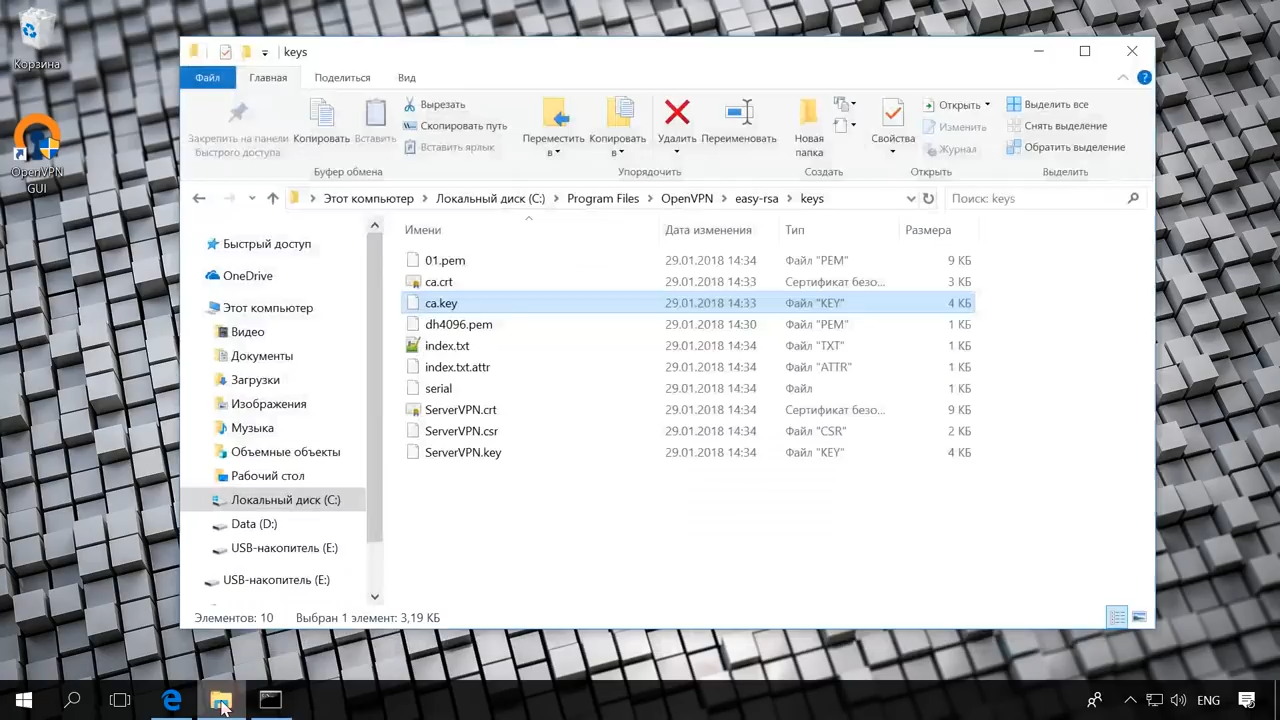 Корзина
OpenVPN
GUI
keys
Файл
Главная
Поделиться
Вид
Закрепить на панели
быстрого доступа
Копировать
Вставить
Вырезать
Скопировать путь
Вставить ярлык
Буфер обмена
Переместить
в
Копировать
в
Удалить
Переименовать
Упорядочить
Новая
папка
Создать
Свойства
Открыть
Изменить
Журнал
Открыть
Выделить все
Снять выделение
Обратить выделение
Выделить
Этот компьютер
Локальный диск (C:)
Program Files
OpenVPN
easy-rsa
keys
Поиск: keys
Быстрый доступ
OneDrive
Этот компьютер
Видео
Документы
Загрузки
Изображения
Музыка
Объемные объекты
Рабочий стол
Локальный диск (C:)
Data (D:)
USB-накопитель (E:)
USB-накопитель (E:)
Имени Дата изменения Тип Размера
01.pem 29.01.2018 14:34 Файл "PEM" 9 КБ
ca.crt 29.01.2018 14:33 Сертификат безо... 3 КБ
ca.key 29.01.2018 14:33 Файл "KEY" 4 КБ
dh4096.pem 29.01.2018 14:30 Файл "PEM" 1 КБ
index.txt 29.01.2018 14:34 Файл "TXT" 1 КБ
index.txt.attr 29.01.2018 14:34 Файл "ATTR" 1 КБ
serial 29.01.2018 14:34 Файл 1 КБ
ServerVPN.crt 29.01.2018 14:34 Сертификат безо... 9 КБ
ServerVPN.csr 29.01.2018 14:34 Файл "CSR" 2 КБ
ServerVPN.key 29.01.2018 14:34 Файл "KEY" 4 КБ
Элементов: 10 Выбран 1 элемент: 3,19 КБ
ENG